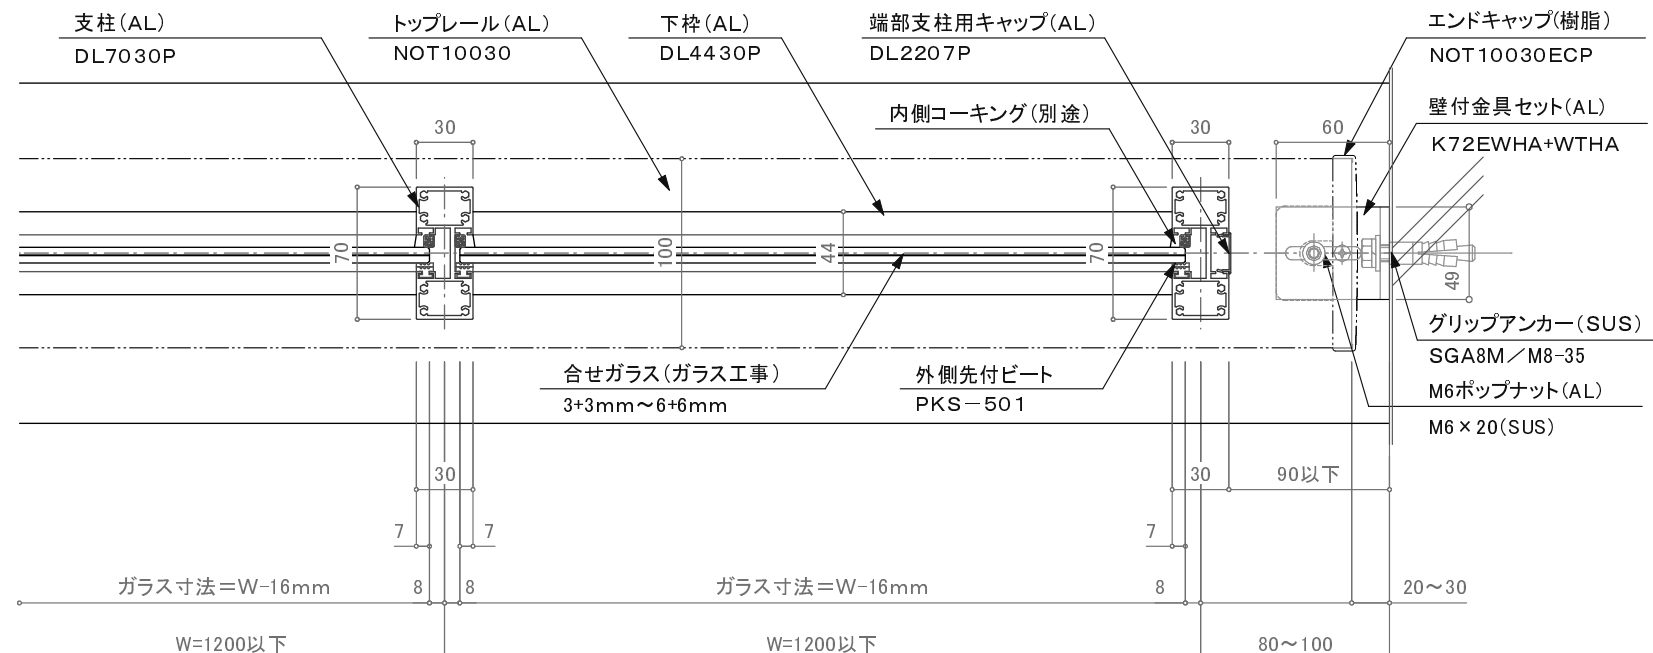 支柱(AL)
DL7030P
トップレール(AL)
NOT10030
下枠(AL)
DL4430P
端部支柱用キャップ(AL)
DL2207P
エンドキャップ(樹脂)
NOT10030ECP
内側コーキング(別途)
壁付金具セット(AL)
K72EWHA+WTHA
30
30
60
70
100
44
70
49
グリップアンカー(SUS)
SGA8M／M8-35
合せガラス(ガラス工事)
3+3mm～6+6mm
外側先付ビート
PKS－501
M6ポップナット(AL)
M6×20(SUS)
30
30
90以下
7
7
7
ガラス寸法＝W-16mm
8
8
ガラス寸法＝W-16mm
8
20～30
W=1200以下
W=1200以下
80～100